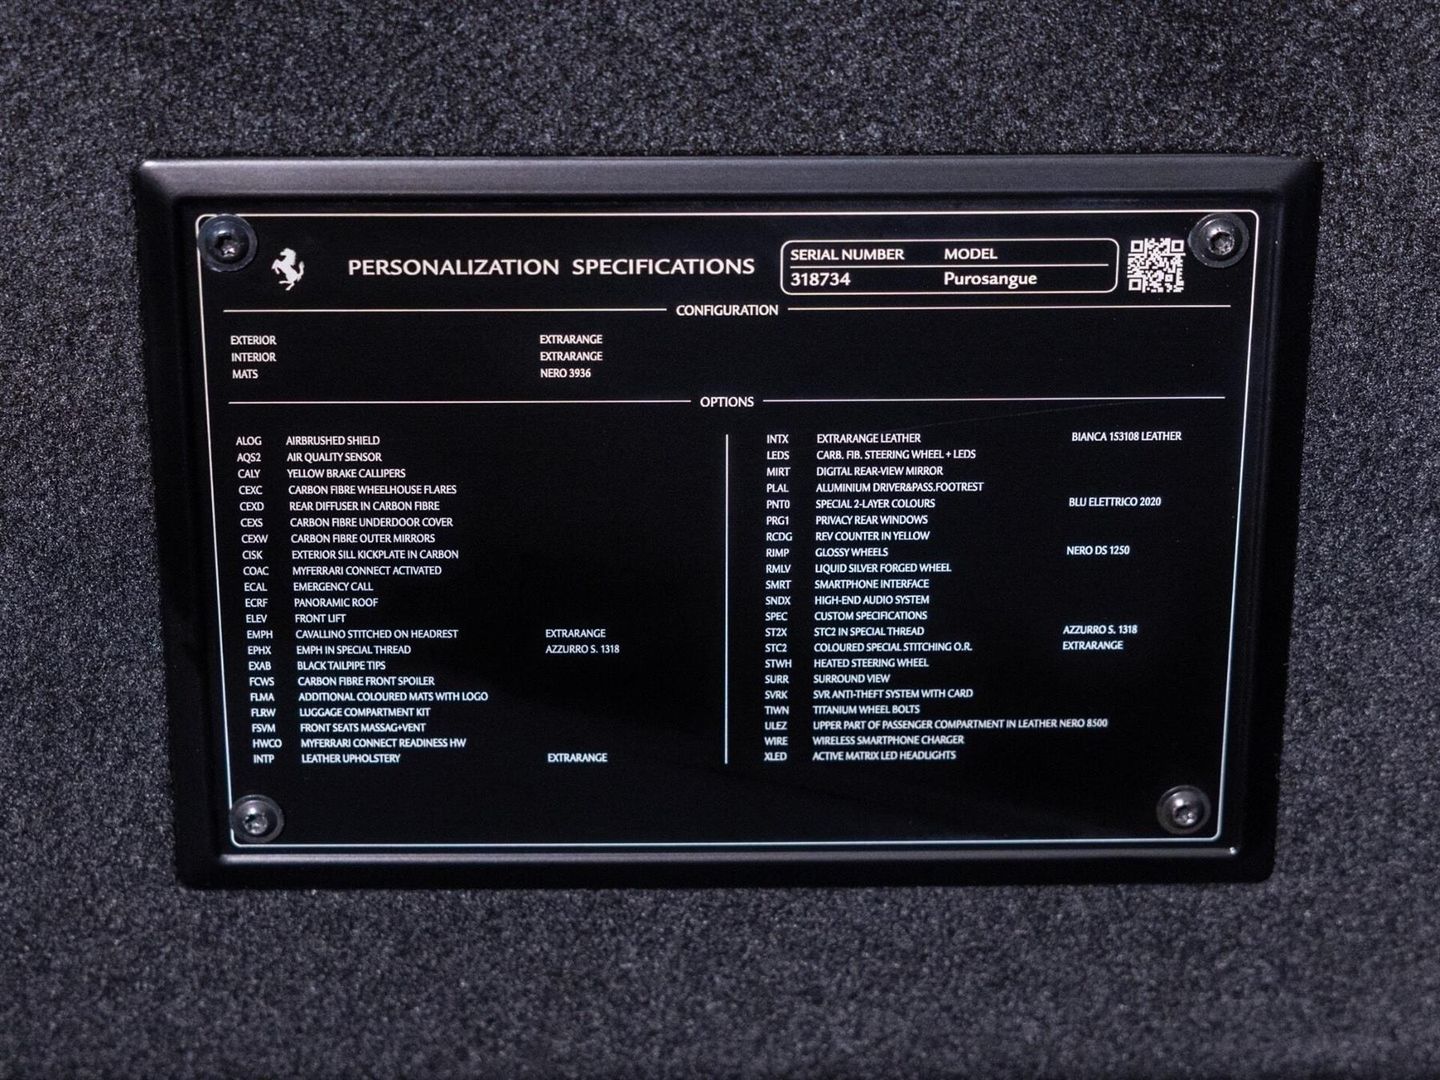 PERSONALIZATION SPECIFICATIONS
SERIAL NUMBER MODEL
318734 Purosangue
CONFIGURATION
EXTERIOR EXTRARANGE
INTERIOR EXTRARANGE
MATS NERO 3936
OPTIONS
ALOG AIRBRUSHED SHIELD
AQS2 AIR QUALITY SENSOR
CALY YELLOW BRAKE CALLIPERS
CEXC CARBON FIBRE WHEELHOUSE FLARES
CEXD REAR DIFFUSER IN CARBON FIBRE
CEXS CARBON FIBRE UNDERDOOR COVER
CEXW CARBON FIBRE OUTER MIRRORS
CISK EXTERIOR SILL KICKPLATE IN CARBON
COAC MYFERRARI CONNECT ACTIVATED
ECAL EMERGENCY CALL
ECRF PANORAMIC ROOF
ELEV FRONT LIFT
EMPH CAVALLINO STITCHED ON HEADREST EXTRARANGE
EPHX EMPH IN SPECIAL THREAD AZZURRO S. 1318
EXAB BLACK TAILPIPE TIPS
FCWS CARBON FIBRE FRONT SPOILER
FLMA ADDITIONAL COLOURED MATS WITH LOGO
FLRW LUGGAGE COMPARTMENT KIT
FSVM FRONT SEATS MASSAG+VENT
HWCO MYFERRARI CONNECT READINESS HW
INTP LEATHER UPHOLSTERY EXTRARANGE
INTX EXTRARANGE LEATHER BIANCA 153108 LEATHER
LEDS CARB. FIB. STEERING WHEEL + LEDS
MIRT DIGITAL REAR-VIEW MIRROR
PLAL ALUMINIUM DRIVER&PASS.FOOTREST
PNT0 SPECIAL 2-LAYER COLOURS BLU ELETTRICO 2020
PRG1 PRIVACY REAR WINDOWS
RCDG REV COUNTER IN YELLOW
RIMP GLOSSY WHEELS NERO DS 1250
RMLV LIQUID SILVER FORGED WHEEL
SMRT SMARTPHONE INTERFACE
SNDX HIGH-END AUDIO SYSTEM
SPEC CUSTOM SPECIFICATIONS
ST2X STC2 IN SPECIAL THREAD AZZURRO S. 1318
STC2 COLOURED SPECIAL STITCHING O.R. EXTRARANGE
STWH HEATED STEERING WHEEL
SURR SURROUND VIEW
SVRK SVR ANTI-THEFT SYSTEM WITH CARD
TIWN TITANIUM WHEEL BOLTS
ULEZ UPPER PART OF PASSENGER COMPARTMENT IN LEATHER NERO 8500
WIRE WIRELESS SMARTPHONE CHARGER
XLED ACTIVE MATRIX LED HEADLIGHTS